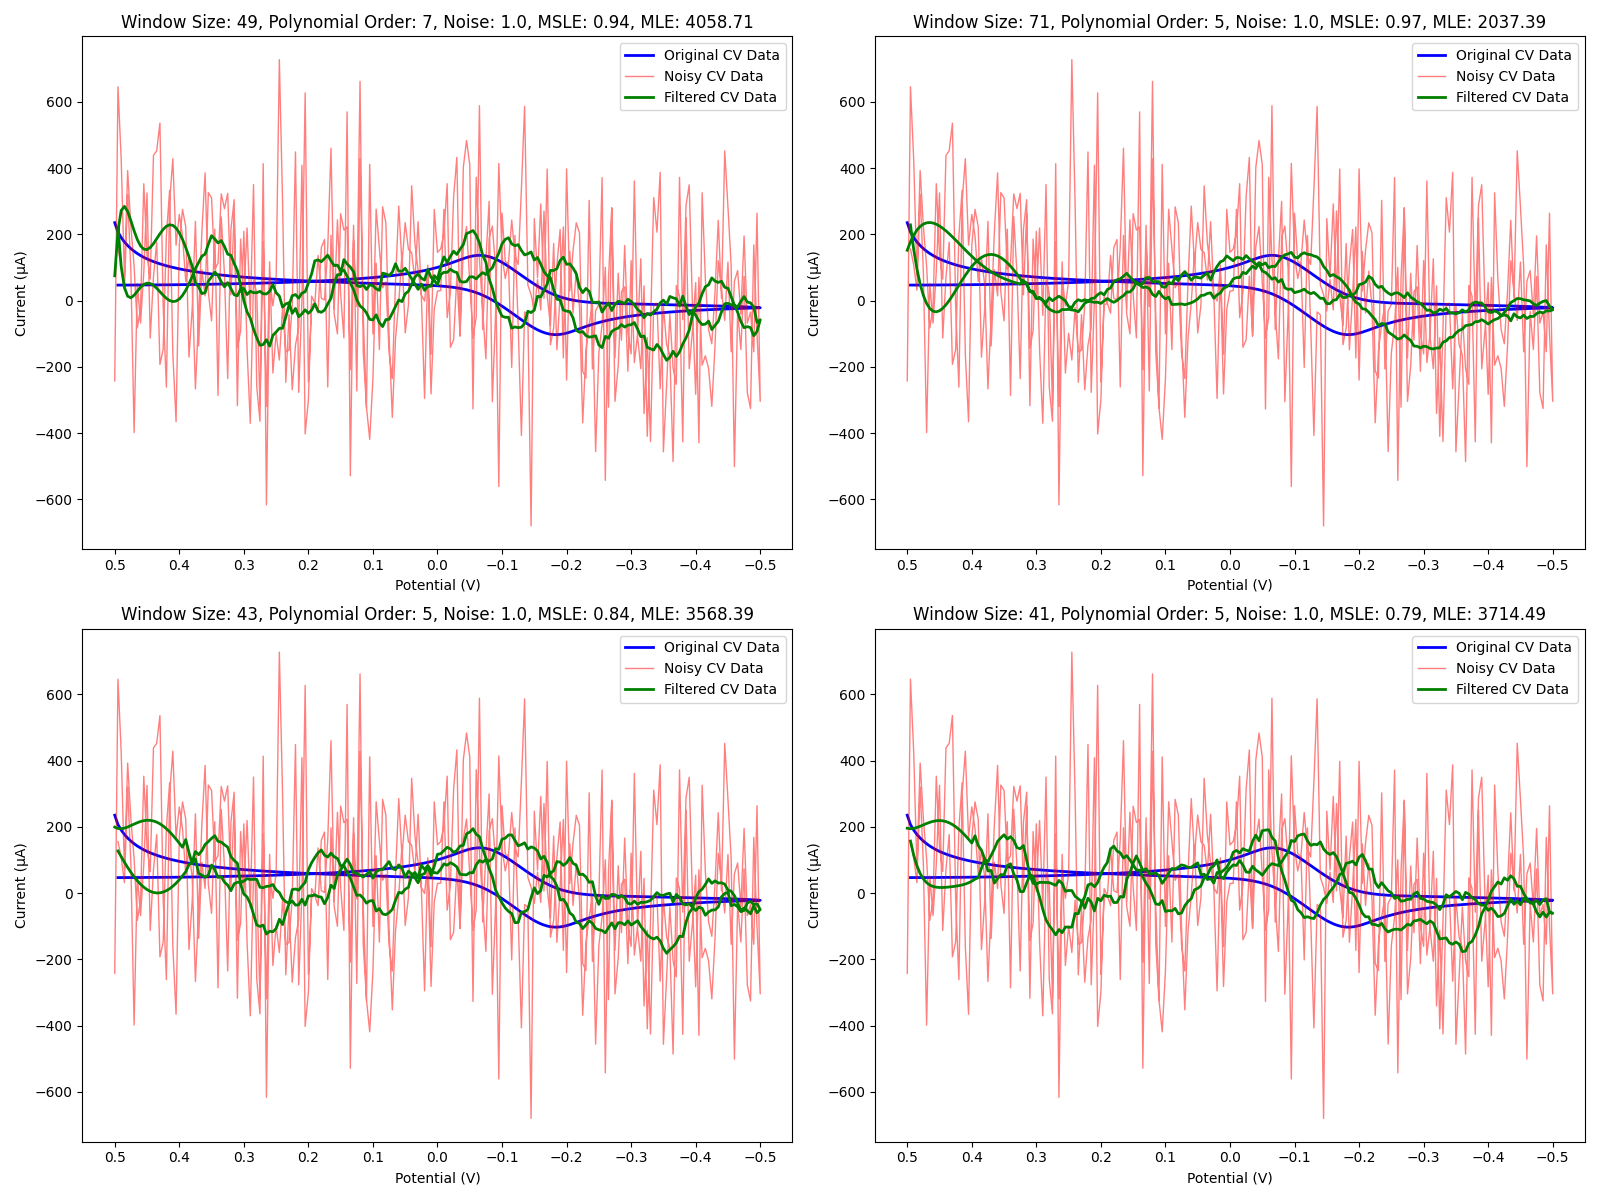 Window Size: 49, Polynomial Order: 7, Noise: 1.0, MSLE: 0.94, MLE: 4058.71
Original CV Data
Noisy CV Data
Filtered CV Data
Current (μA)
600
400
200
0
−200
−400
−600
0.5 0.4 0.3 0.2 0.1 0.0 −0.1 −0.2 −0.3 −0.4 −0.5
Potential (V)
Window Size: 71, Polynomial Order: 5, Noise: 1.0, MSLE: 0.97, MLE: 2037.39
Original CV Data
Noisy CV Data
Filtered CV Data
Current (μA)
600
400
200
0
−200
−400
−600
0.5 0.4 0.3 0.2 0.1 0.0 −0.1 −0.2 −0.3 −0.4 −0.5
Potential (V)
Window Size: 43, Polynomial Order: 5, Noise: 1.0, MSLE: 0.84, MLE: 3568.39
Original CV Data
Noisy CV Data
Filtered CV Data
Current (μA)
600
400
200
0
−200
−400
−600
0.5 0.4 0.3 0.2 0.1 0.0 −0.1 −0.2 −0.3 −0.4 −0.5
Potential (V)
Window Size: 41, Polynomial Order: 5, Noise: 1.0, MSLE: 0.79, MLE: 3714.49
Original CV Data
Noisy CV Data
Filtered CV Data
Current (μA)
600
400
200
0
−200
−400
−600
0.5 0.4 0.3 0.2 0.1 0.0 −0.1 −0.2 −0.3 −0.4 −0.5
Potential (V)